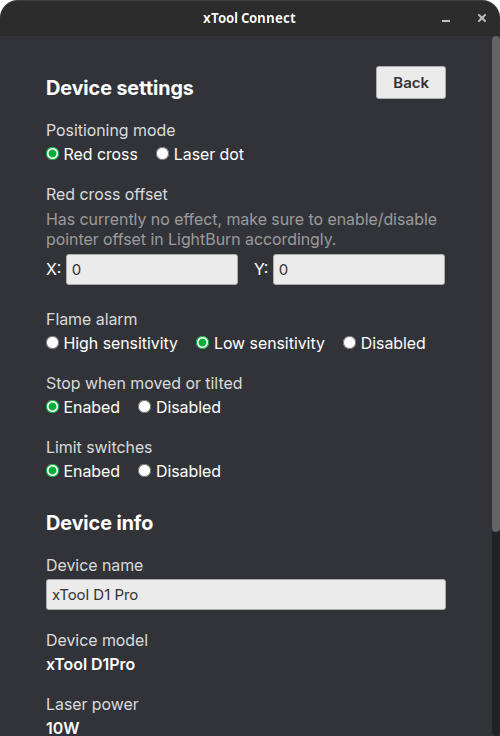 xTool Connect
Device settings
Back
Positioning mode
Red cross Laser dot
Red cross offset
Has currently no effect, make sure to enable/disable
pointer offset in LightBurn accordingly.
X: 0 Y: 0
Flame alarm
High sensitivity Low sensitivity Disabled
Stop when moved or tilted
Enabed Disabled
Limit switches
Enabed Disabled
Device info
Device name
xTool D1 Pro
Device model
xTool D1Pro
Laser power
10W